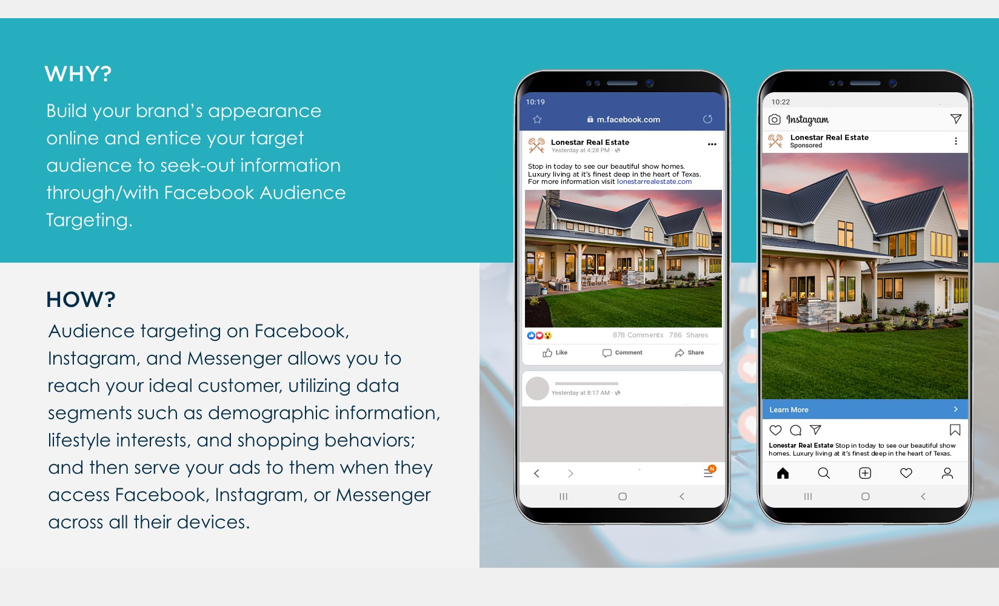 WHY?
Build your brand’s appearance
online and entice your target
audience to seek-out information
through/with Facebook Audience
Targeting.
HOW?
Audience targeting on Facebook,
Instagram, and Messenger allows you to
reach your ideal customer, utilizing data
segments such as demographic information,
lifestyle interests, and shopping behaviors;
and then serve your ads to them when they
access Facebook, Instagram, or Messenger
across all their devices.
10:19
m.facebook.com
Lonestar Real Estate
Yesterday at 4:28 PM ·
Stop in today to see our beautiful show homes.
Luxury living at it's finest deep in the heart of Texas.
For more information visit lonestarrealestate.com
878 Comments 786 Shares
Like Comment Share
Yesterday at 8:17 AM ·
N
10:22
Instagram
Lonestar Real Estate
Sponsored
Learn More
Lonestar Real Estate Stop in today to see our beautiful show
homes. Luxury living at it's finest deep in the heart of Texas.